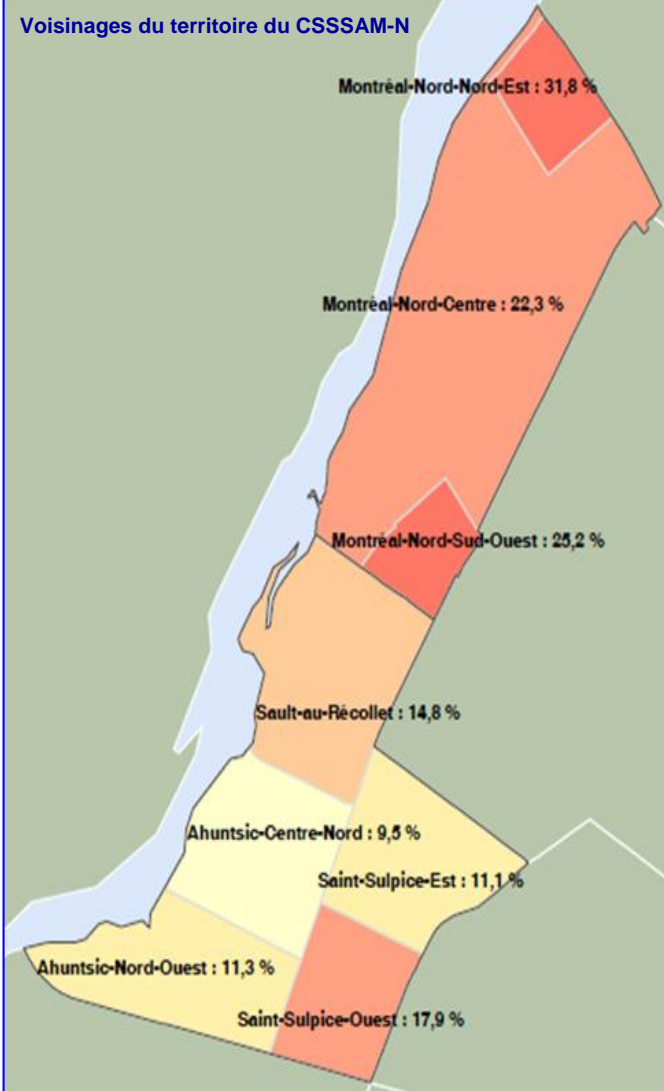 Voisinages du territoire du CSSSAM-N
Montréal-Nord-Nord-Est : 31,8 %
Montréal-Nord-Centre : 22,3 %
Montréal-Nord-Sud-Ouest : 25,2 %
Sault-au-Récollet : 14,8 %
Ahuntsic-Centre-Nord : 9,5 %
Saint-Sulpice-Est : 11,1 %
Ahuntsic-Nord-Ouest : 11,3 %
Saint-Sulpice-Ouest : 17,9 %